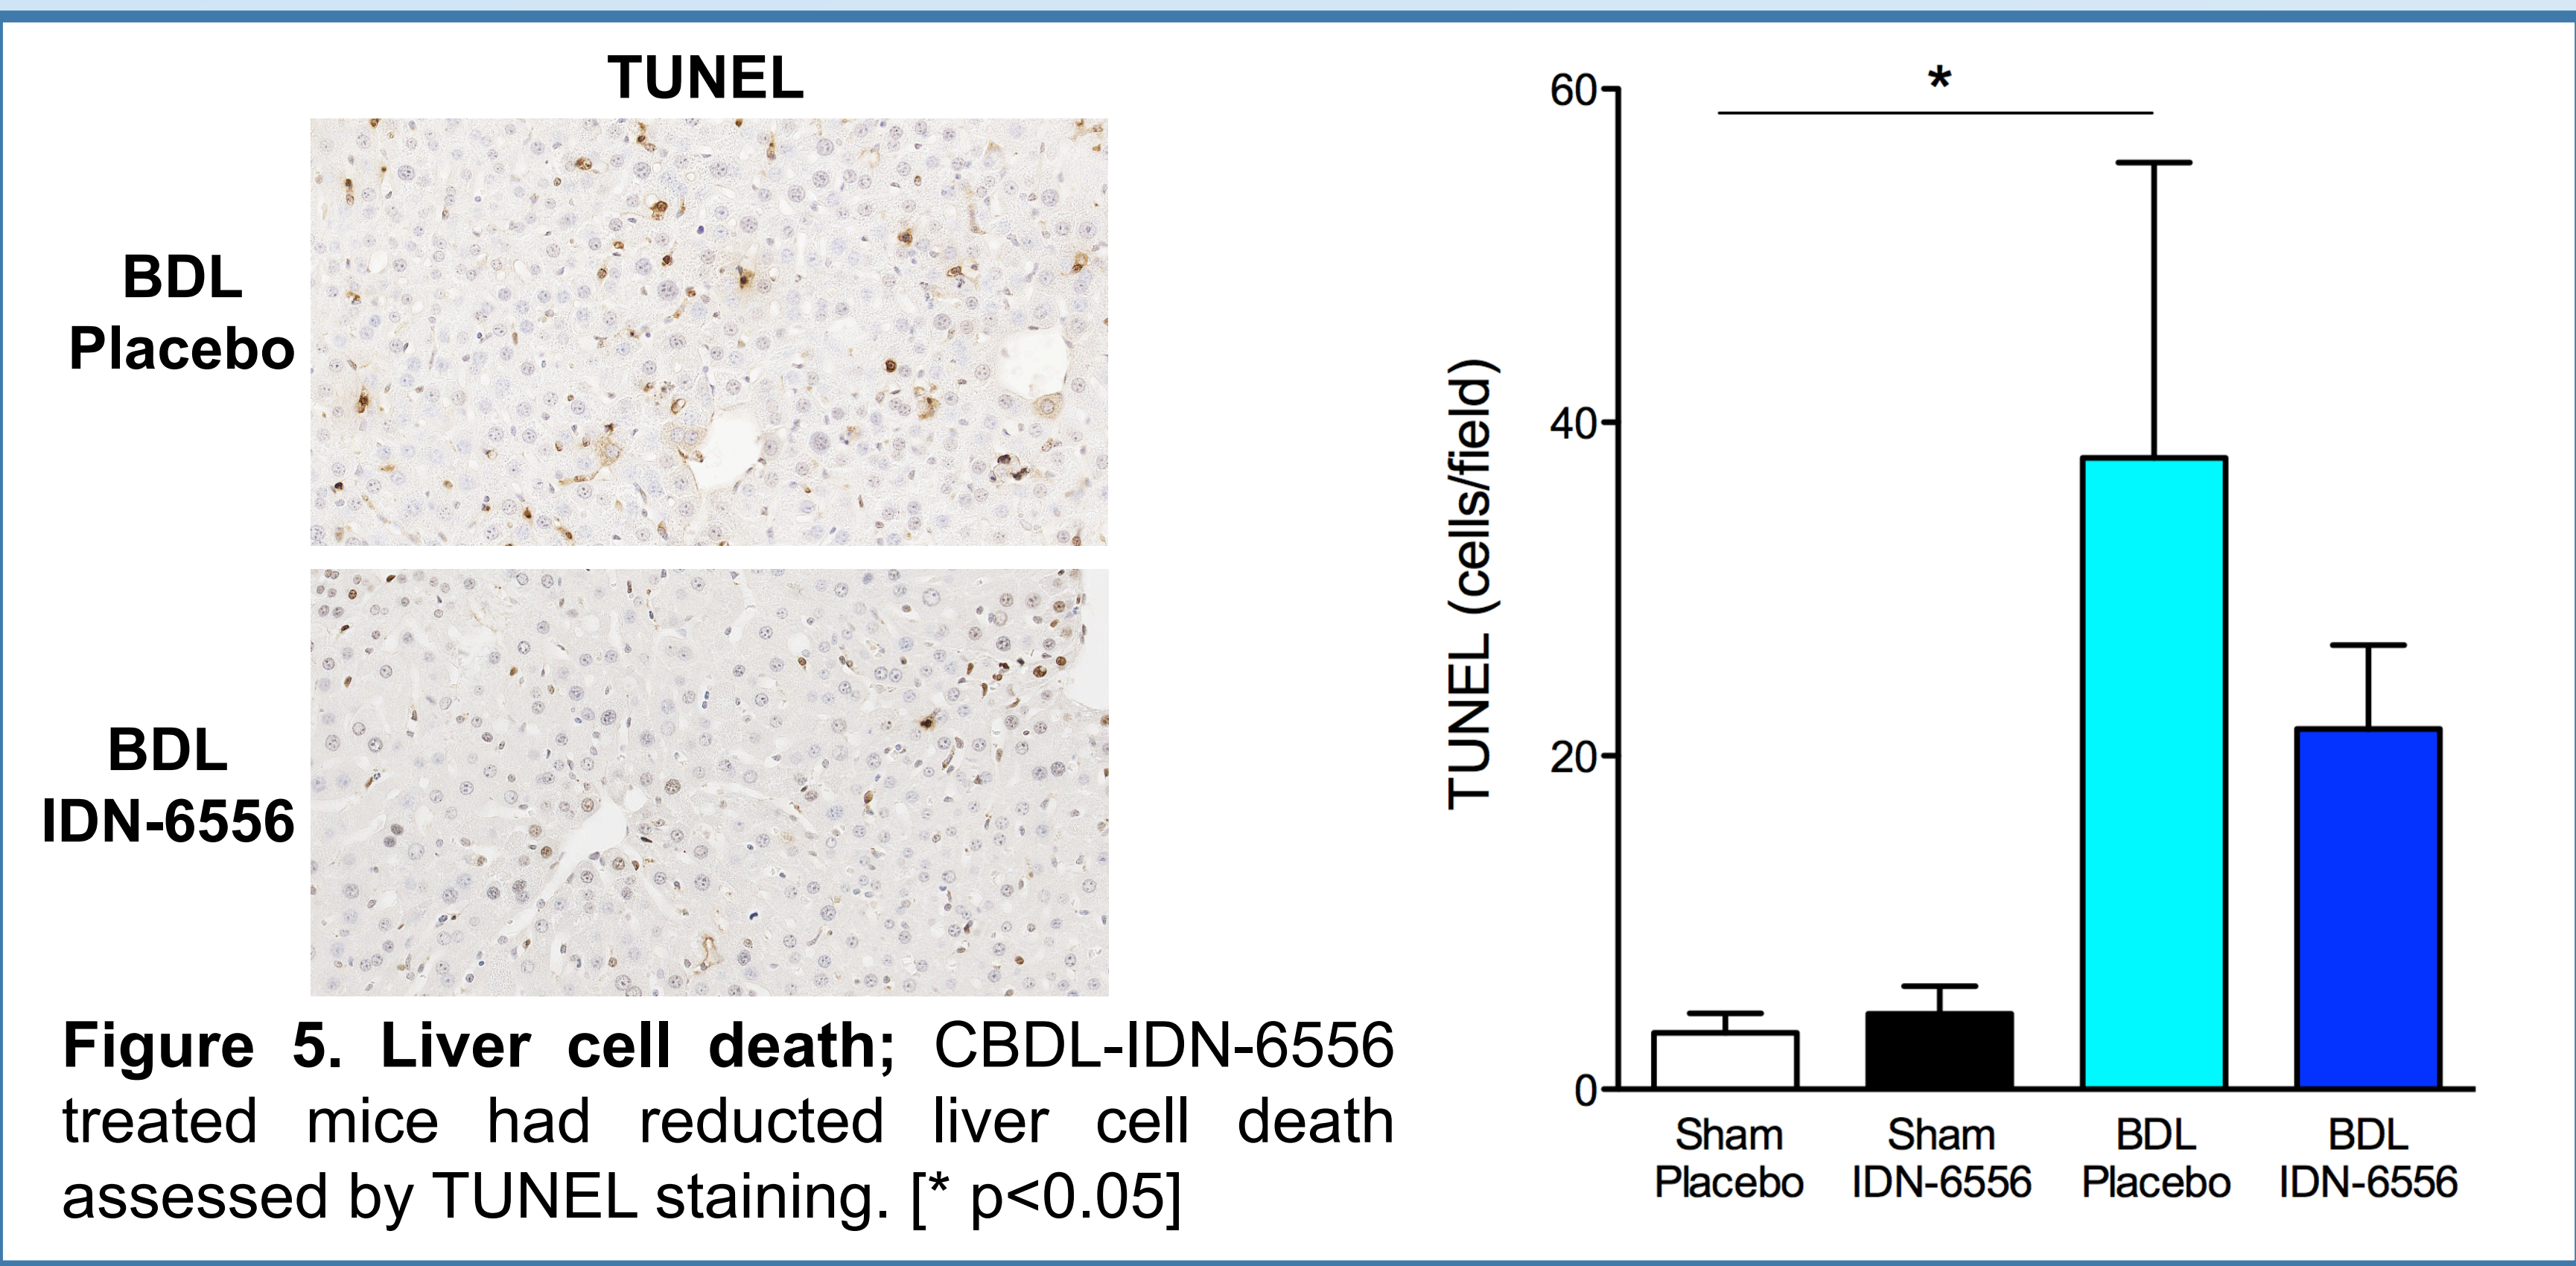 TUNEL
BDL
Placebo
BDL
IDN-6556
Figure 5. Liver cell death; CBDL-IDN-6556
treated mice had reducted liver cell death
assessed by TUNEL staining. [* p<0.05]
*
TUNEL (cells/field)
60
40
20
0
Sham
Placebo
Sham
IDN-6556
BDL
Placebo
BDL
IDN-6556